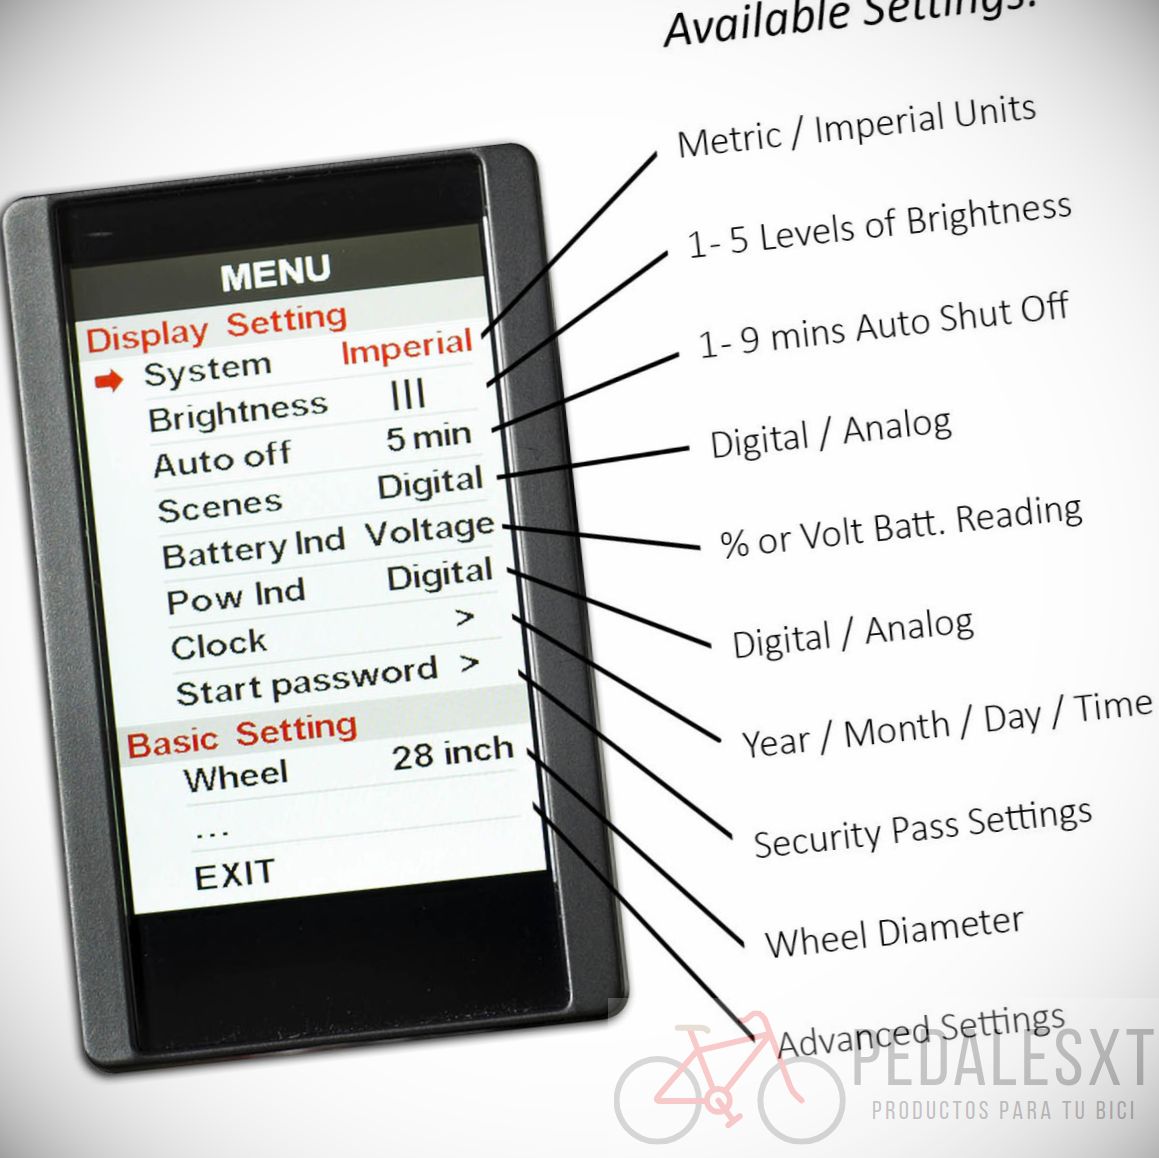 Available Settings:
MENU
Display Setting
System Imperial
Brightness |||
Auto off 5 min
Scenes Digital
Battery Ind Voltage
Pow Ind Digital
Clock >
Start password >
Basic Setting
Wheel 28 inch
...
EXIT
Metric / Imperial Units
1- 5 Levels of Brightness
1- 9 mins Auto Shut Off
Digital / Analog
% or Volt Batt. Reading
Digital / Analog
Year / Month / Day / Time
Security Pass Settings
Wheel Diameter
Advanced Settings
PEDALESXT
PRODUCTOS PARA TU BICI